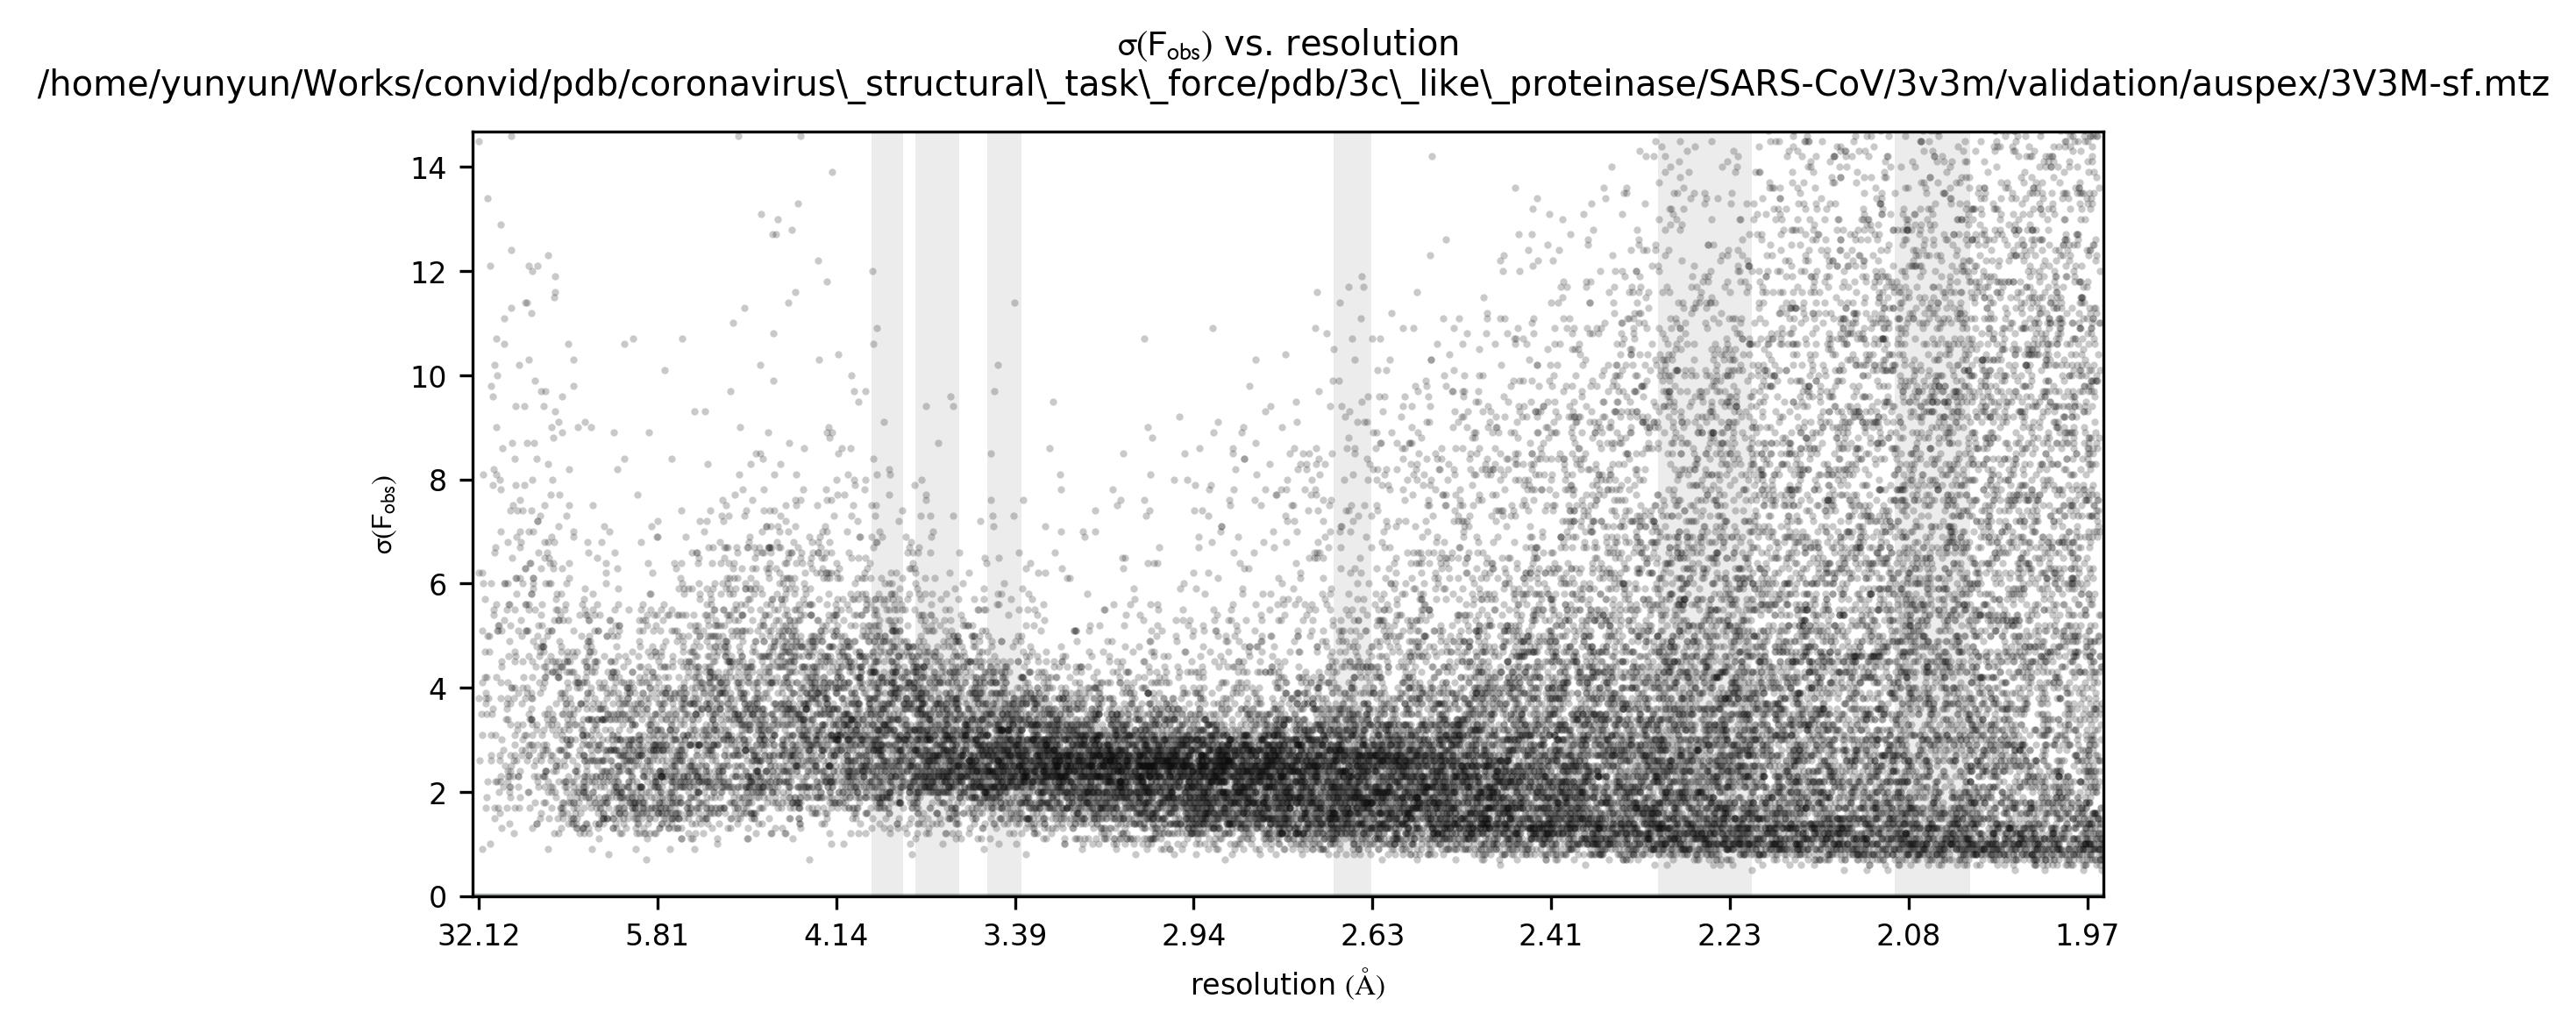 σ(Fobs) vs. resolution
/home/yunyun/Works/convid/pdb/coronavirus\_structural\_task\_force/pdb/3c\_like\_proteinase/SARS-CoV/3v3m/validation/auspex/3V3M-sf.mtz
14
12
10
8
6
4
2
0
σ(Fobs)
32.12 5.81 4.14 3.39 2.94 2.63 2.41 2.23 2.08 1.97
resolution (Å)